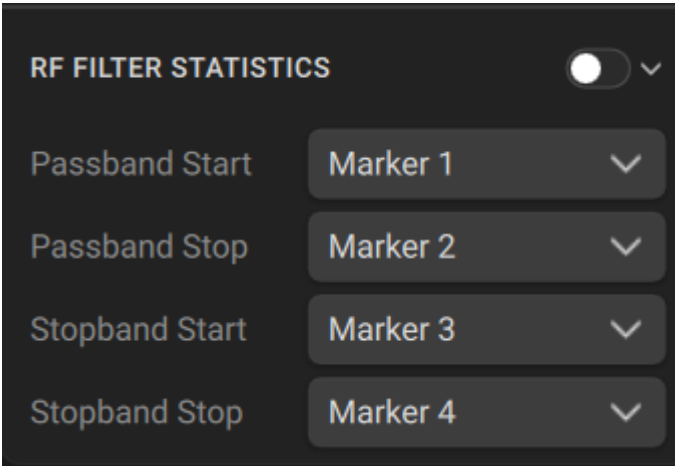 RF FILTER STATISTICS
Passband Start Marker 1
Passband Stop Marker 2
Stopband Start Marker 3
Stopband Stop Marker 4